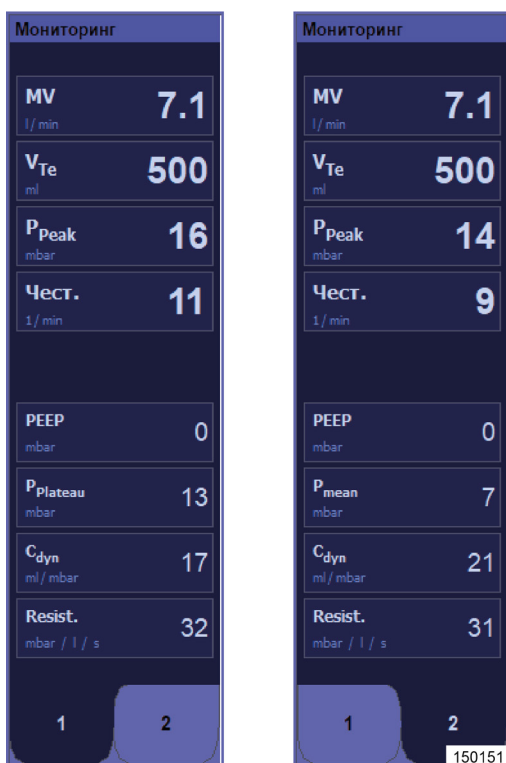 Мониторинг
MV
l/min
7.1
VTe
ml
500
PPeak
mbar
16
Чест.
1/min
11
PEEP
mbar
0
PPlateau
mbar
13
Cdyn
ml/mbar
17
Resist.
mbar / l / s
32
1
2
Мониторинг
MV
l/min
7.1
VTe
ml
500
PPeak
mbar
14
Чест.
1/min
9
PEEP
mbar
0
Pmean
mbar
7
Cdyn
ml/mbar
21
Resist.
mbar / l / s
31
1
2
150151